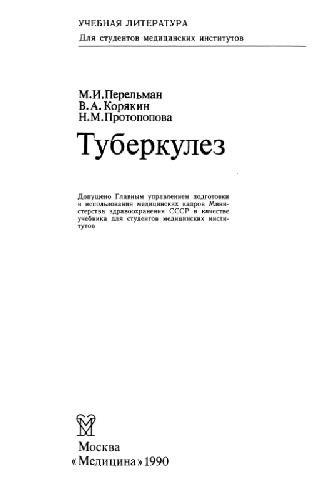 УЧЕБНАЯ ЛИТЕРАТУРА
Для студентов медицинских институтов
М.И.Перельман
В.А.Корякин
Н.М.Протопопова
Туберкулез
Допущено Главным управлением подготовки
и использования медицинских кадров Мини-
стерства здравоохранения СССР в качестве
учебника для студентов медицинских инсти-
тутов
Москва
«Медицина» 1990